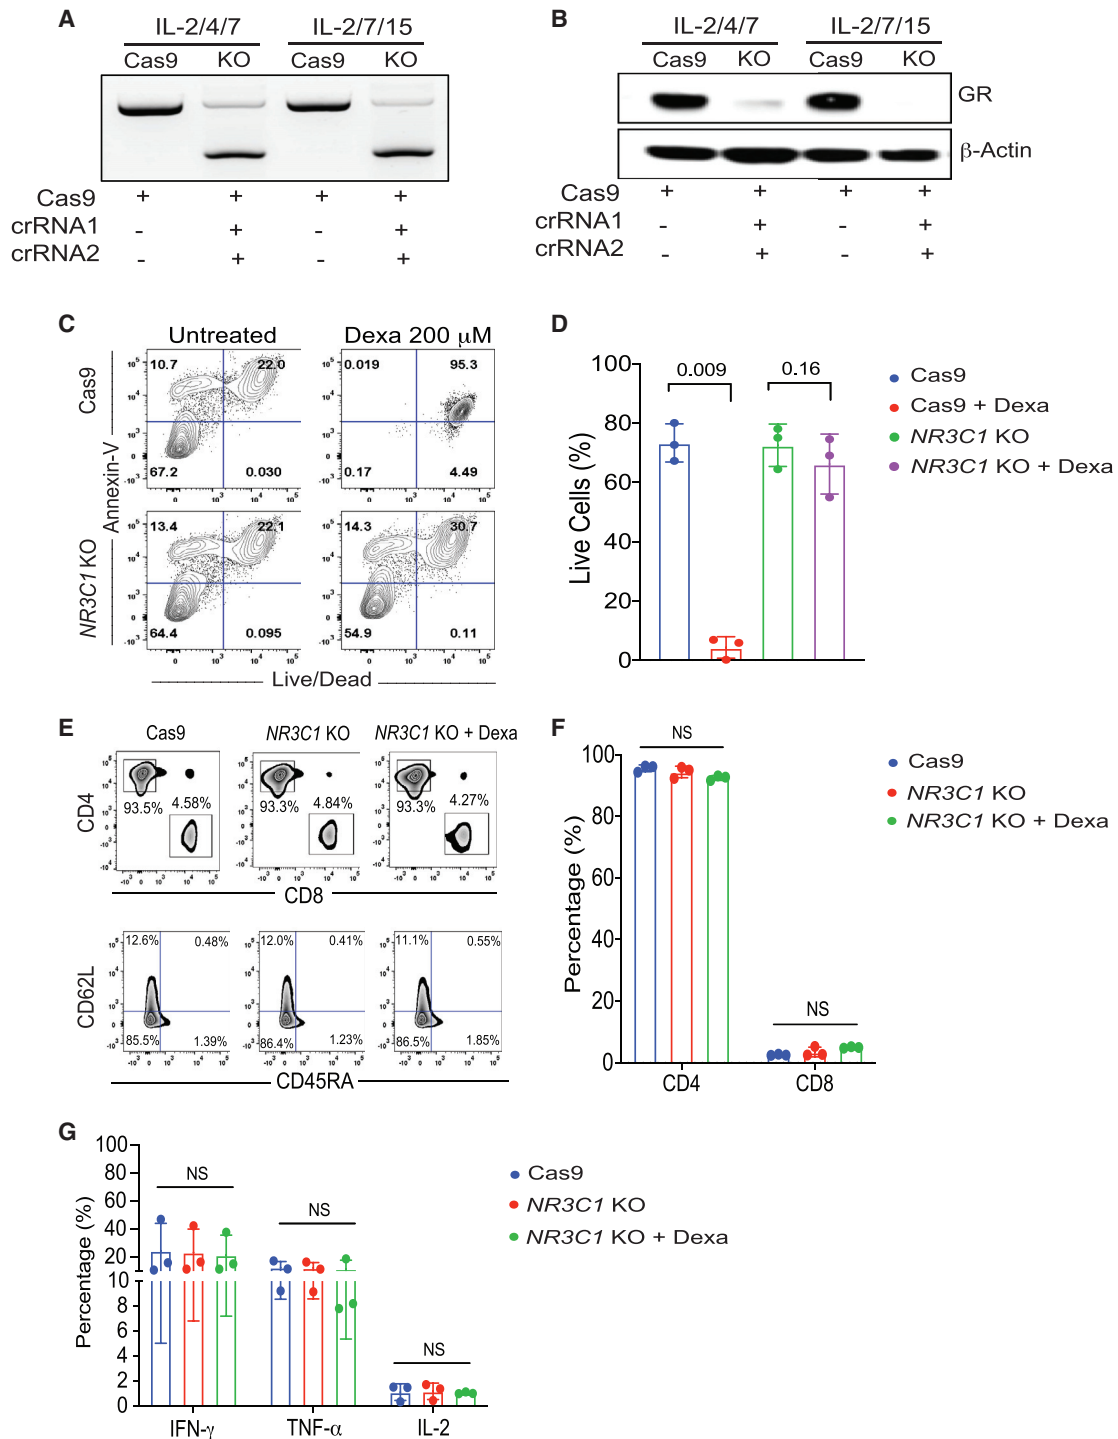 A
IL-2/4/7 IL-2/7/15
Cas9 KO Cas9 KO
Cas9 + + + +
crRNA1 - + - +
crRNA2 - + - +
B
IL-2/4/7 IL-2/7/15
Cas9 KO Cas9 KO
GR
β-Actin
Cas9 + + + +
crRNA1 - + - +
crRNA2 - + - +
C
Untreated Dexa 200 μM
Cas9
NR3C1 KO
Annexin-V
10.7 22.0
67.2 0.030
0.019 95.3
0.17 4.49
13.4 22.1
64.4 0.095
14.3 30.7
54.9 0.11
Live/Dead
D
Live Cells (%)
100
80
60
40
20
0
0.009 0.16
Cas9
Cas9 + Dexa
NR3C1 KO
NR3C1 KO + Dexa
E
Cas9 NR3C1 KO NR3C1 KO + Dexa
CD4
93.5% 4.58% 93.3% 4.84% 93.3% 4.27%
CD8
CD62L
12.6% 0.48% 12.0% 0.41% 11.1% 0.55%
85.5% 1.39% 86.4% 1.23% 86.5% 1.85%
CD45RA
F
Percentage (%)
100
80
60
40
20
0
NS
NS
CD4 CD8
Cas9
NR3C1 KO
NR3C1 KO + Dexa
G
Percentage (%)
100
80
60
40
20
10
8
6
4
2
0
NS
NS
NS
IFN-γ TNF-α IL-2
Cas9
NR3C1 KO
NR3C1 KO + Dexa